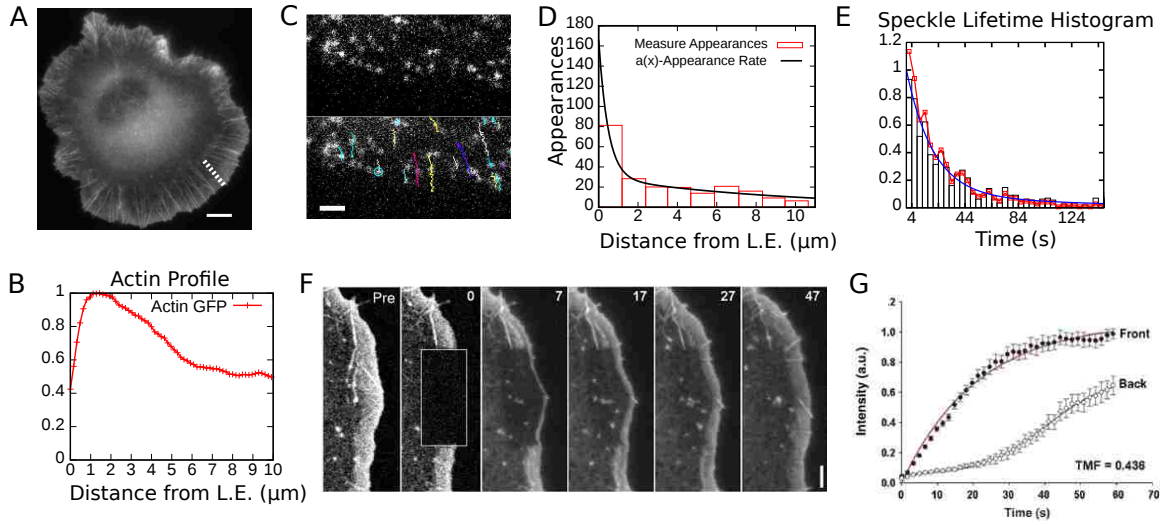 A
B
Actin Profile
Actin GFP
1
0.8
0.6
0.4
0.2
0
0 1 2 3 4 5 6 7 8 9 10
Distance from L.E. (μm)
C
D
180
160
140
120
100
80
60
40
20
0
Appearances
Measure Appearances
a(x)-Appearance Rate
0 2 4 6 8 10
Distance from L.E. (μm)
E
Speckle Lifetime Histogram
1.2
1
0.8
0.6
0.4
0.2
0
4 44 84 124
Time (s)
F
Pre
0
7
17
27
47
G
Intensity (a.u.)
1.0
0.8
0.6
0.4
0.2
0.0
Front
Back
TMF = 0.436
0 10 20 30 40 50 60 70
Time (s)